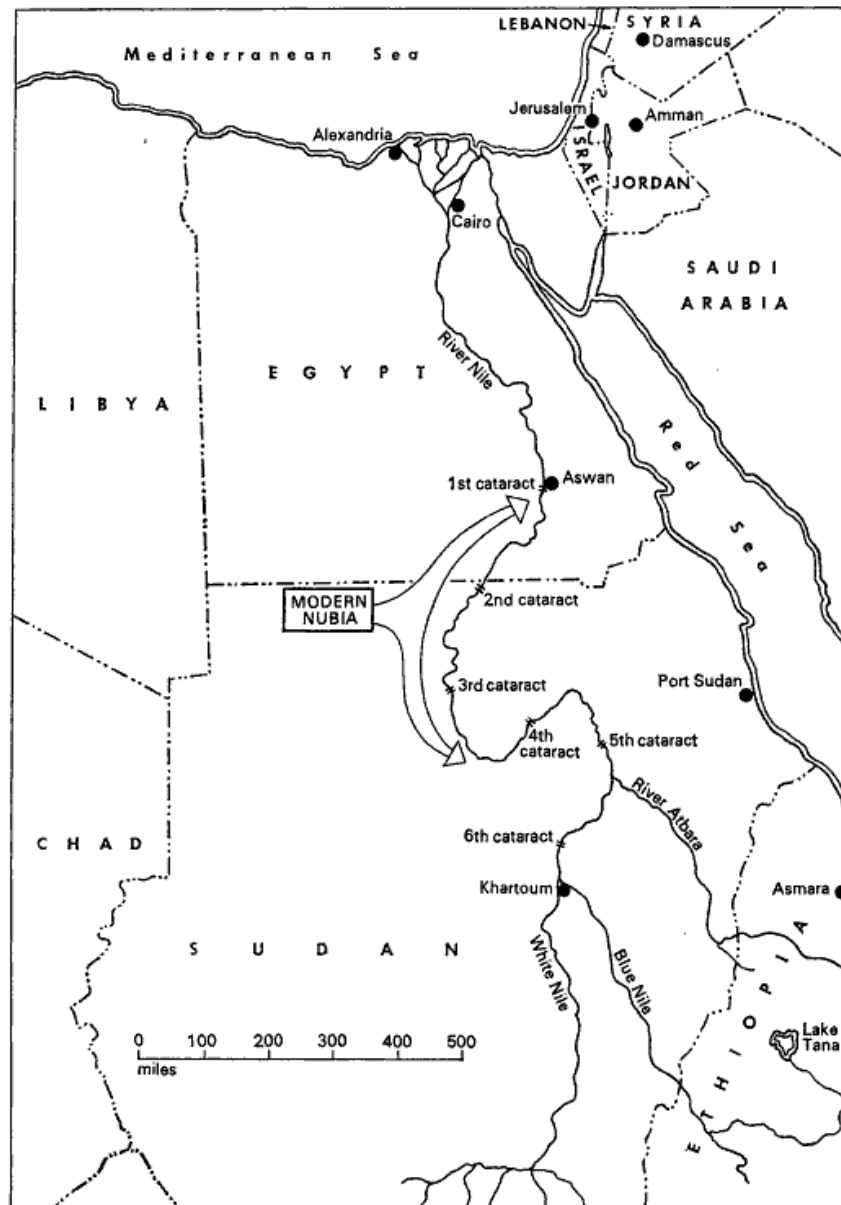 LEBANON
SYRIA
Damascus
Mediterranean Sea
Jerusalem
Amman
Alexandria
ISRAEL
JORDAN
Cairo
SAUDI
ARABIA
River Nile
EGYPT
LIBYA
Red Sea
1st cataract
Aswan
MODERN
NUBIA
2nd cataract
3rd cataract
Port Sudan
4th
cataract
5th cataract
River Atbara
CHAD
6th cataract
Khartoum
Asmara
SUDAN
White Nile
Blue Nile
ETHIOPIA
Lake
Tana
0 100 200 300 400 500
miles